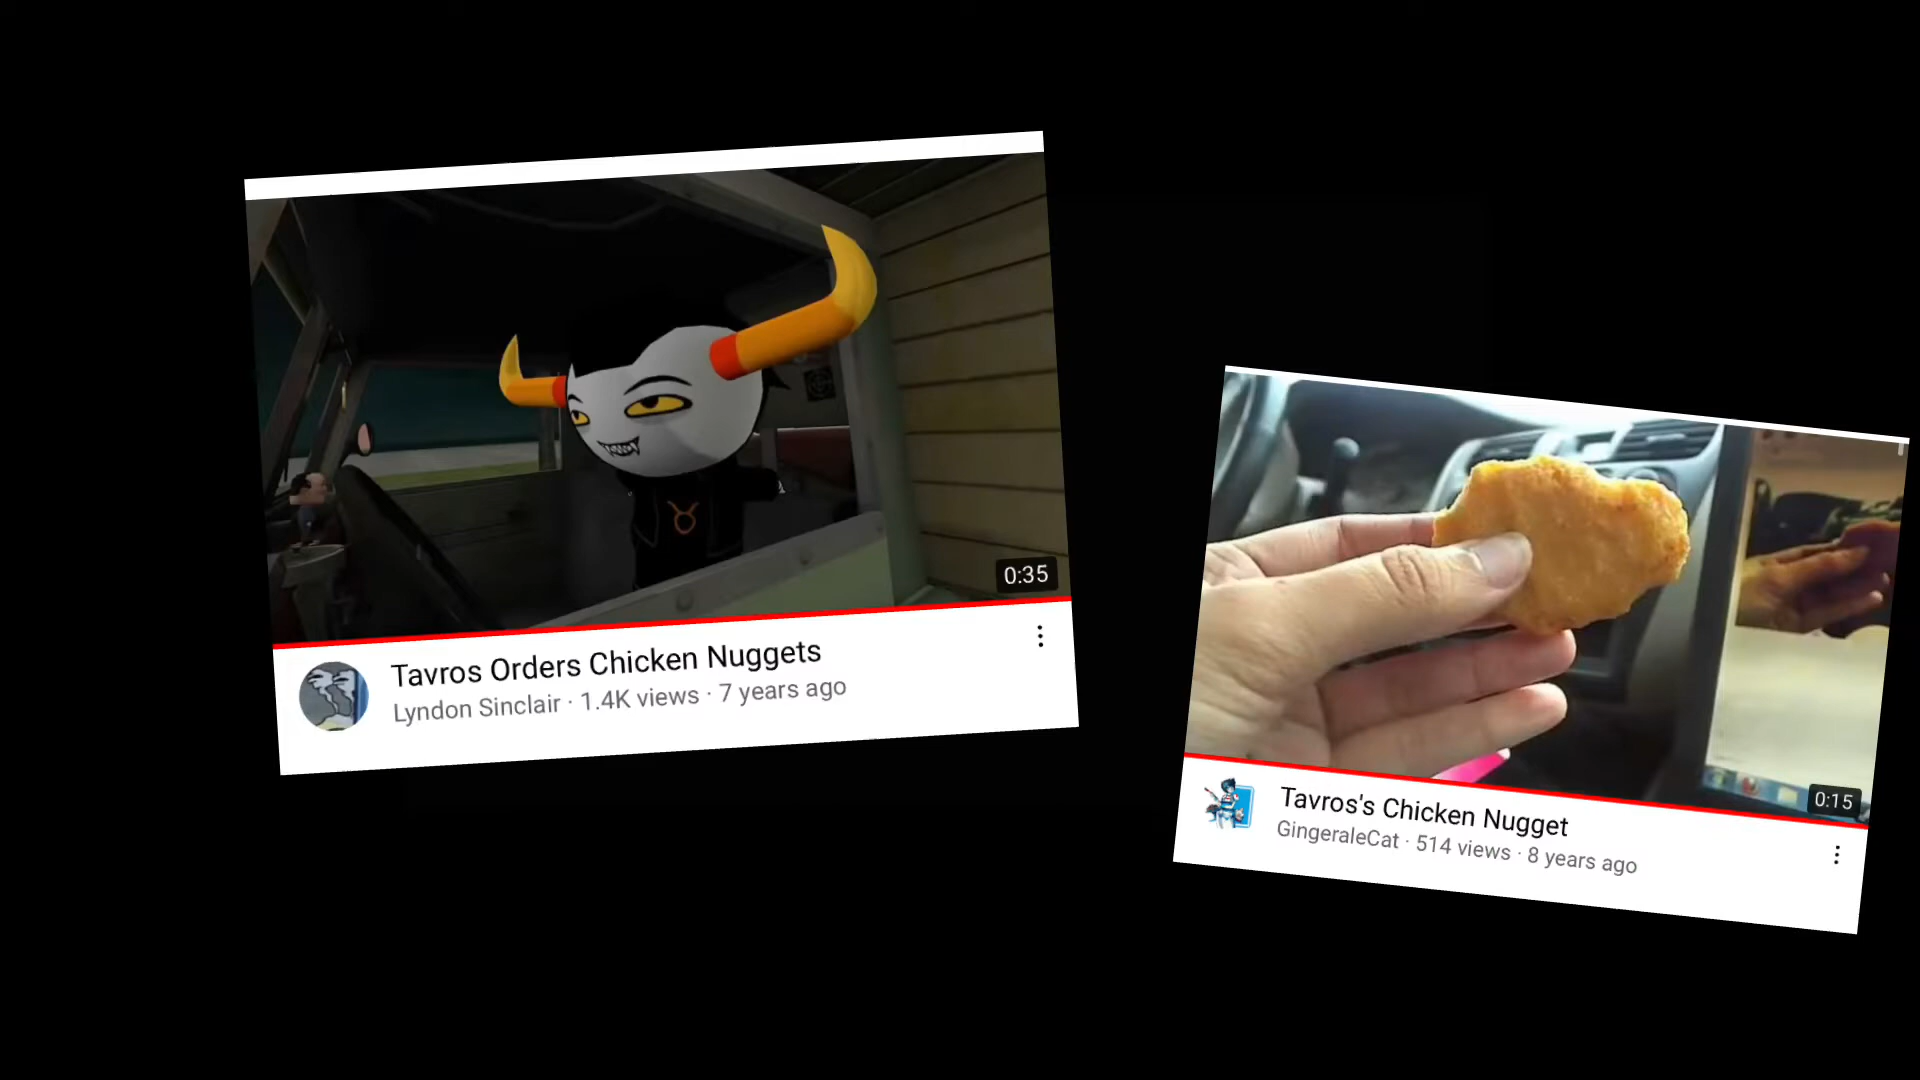 0:35
Tavros Orders Chicken Nuggets
Lyndon Sinclair · 1.4K views · 7 years ago
0:15
Tavros's Chicken Nugget
GingeraleCat · 514 views · 8 years ago